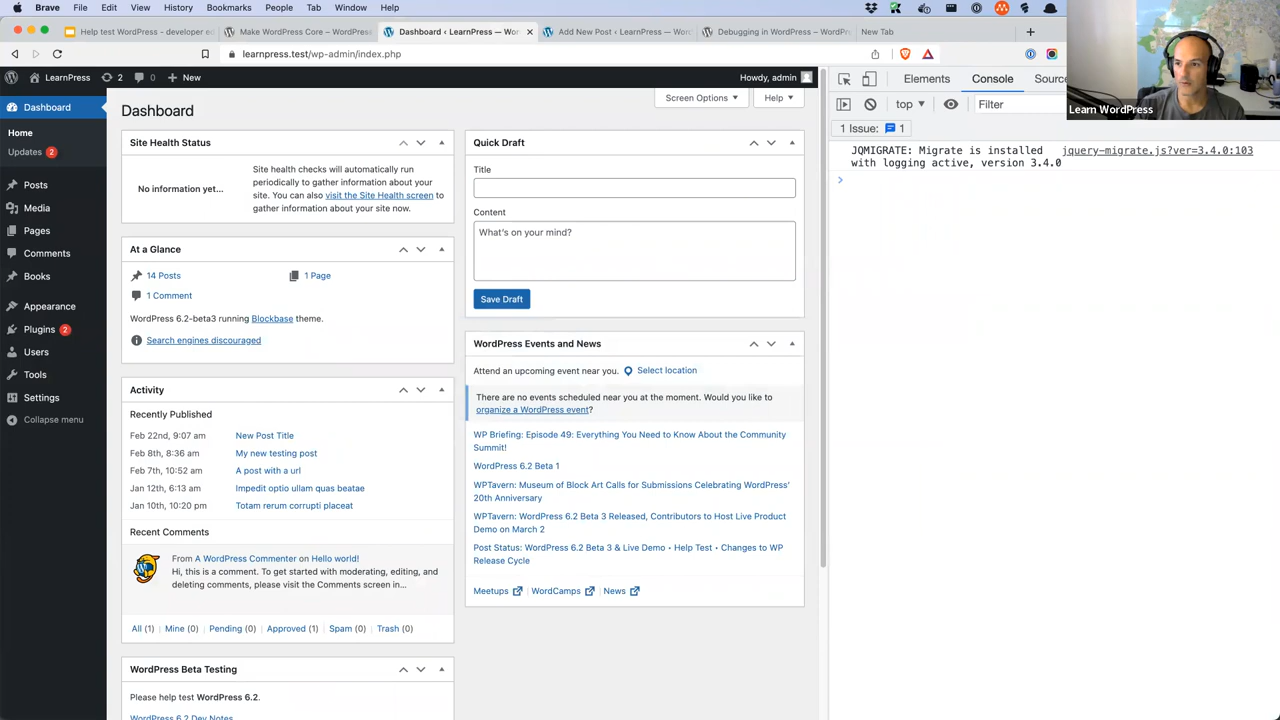 Brave File Edit View History Bookmarks Profiles Tab Window Help
Help test WordPress - developer e
Make WordPress Core – WordPress
Dashboard ‹ LearnPress — Wor
Add New Post ‹ LearnPress — Wor
Debugging in WordPress – WordPr
New Tab
learnpress.test/wp-admin/index.php
LearnPress 2 0 New
Howdy, admin
Dashboard
Home
Updates 2
Posts
Media
Pages
Comments
Books
Appearance
Plugins 2
Users
Tools
Settings
Collapse menu
Dashboard
Screen Options
Help
Site Health Status
No information yet...
Site health checks will automatically run
periodically to gather information about your
site. You can also visit the Site Health screen to
gather information about your site now.
At a Glance
14 Posts
1 Page
1 Comment
WordPress 6.2-beta3 running Blockbase theme.
Search engines discouraged
Activity
Recently Published
Feb 22nd, 9:07 am New Post Title
Feb 8th, 8:36 am My new testing post
Feb 7th, 10:52 am A post with a url
Jan 12th, 6:13 am Impedit optio ullam quas beatae
Jan 10th, 10:20 pm Totam rerum corrupti placeat
Recent Comments
From A WordPress Commenter on Hello world!
Hi, this is a comment. To get started with moderating, editing, and
deleting comments, please visit the Comments screen in…
All (1) | Mine (0) | Pending (0) | Approved (1) | Spam (0) | Trash (0)
WordPress Beta Testing
Please help test WordPress 6.2.
WordPress 6.2 Dev Notes
Quick Draft
Title
Content
What's on your mind?
Save Draft
WordPress Events and News
Attend an upcoming event near you. Select location
There are no events scheduled near you at the moment. Would you like to
organize a WordPress event?
WP Briefing: Episode 49: Everything You Need to Know About the Community
Summit!
WordPress 6.2 Beta 1
WPTavern: Museum of Block Art Calls for Submissions Celebrating WordPress'
20th Anniversary
WPTavern: WordPress 6.2 Beta 3 Released, Contributors to Host Live Product
Demo on March 2
Post Status: WordPress 6.2 Beta 3 & Live Demo • Help Test • Changes to WP
Release Cycle
Meetups | WordCamps | News
Elements Console Sourc
top
Filter
1 Issue: 1
JQMIGRATE: Migrate is installed jquery-migrate.js?ver=3.4.0:103
with logging active, version 3.4.0
Learn WordPress